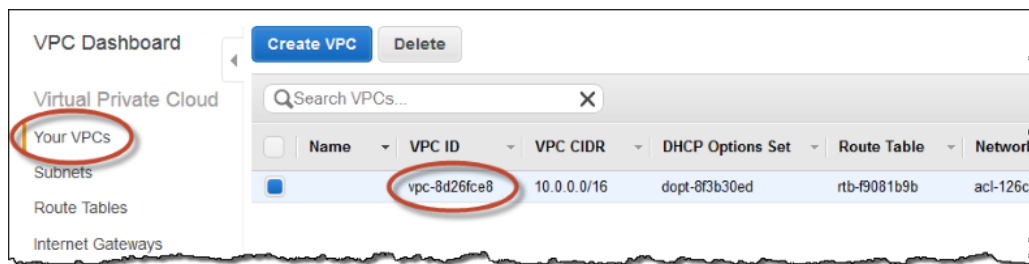 VPC Dashboard
Create VPC
Delete
Virtual Private Cloud
Search VPCs...
Your VPCs
Name VPC ID VPC CIDR DHCP Options Set Route Table Network
vpc-8d26fce8 10.0.0.0/16 dopt-8f3b30ed rtb-f9081b9b acl-126c
Subnets
Route Tables
Internet Gateways